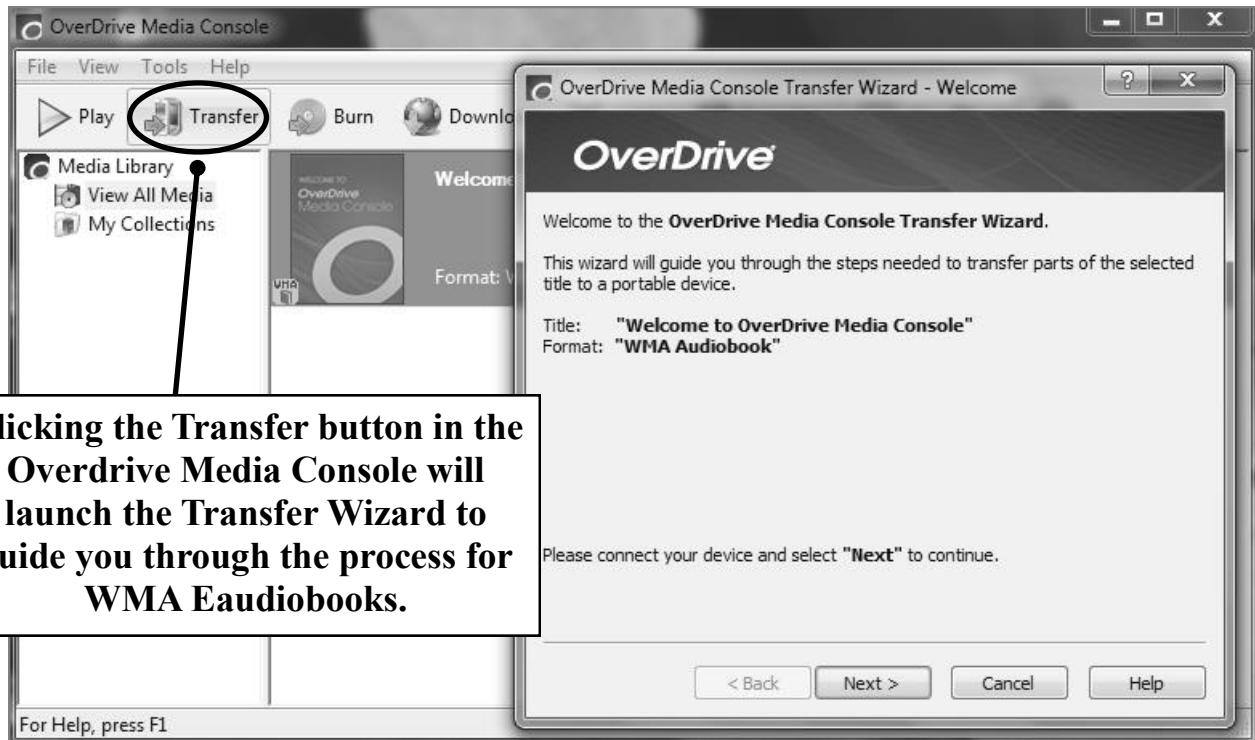 OverDrive Media Console
File View Tools Help
Play Transfer Burn Downlo
Media Library
View All Media
My Collections
WELCOME TO
OverDrive
Media Console
WMA
Welcome
Format: W
licking the Transfer button in the
Overdrive Media Console will
launch the Transfer Wizard to
uide you through the process for
WMA Eaudiobooks.
For Help, press F1
OverDrive Media Console Transfer Wizard - Welcome
OverDrive
Welcome to the OverDrive Media Console Transfer Wizard.
This wizard will guide you through the steps needed to transfer parts of the selected
title to a portable device.
Title: "Welcome to OverDrive Media Console"
Format: "WMA Audiobook"
Please connect your device and select "Next" to continue.
< Back Next > Cancel Help